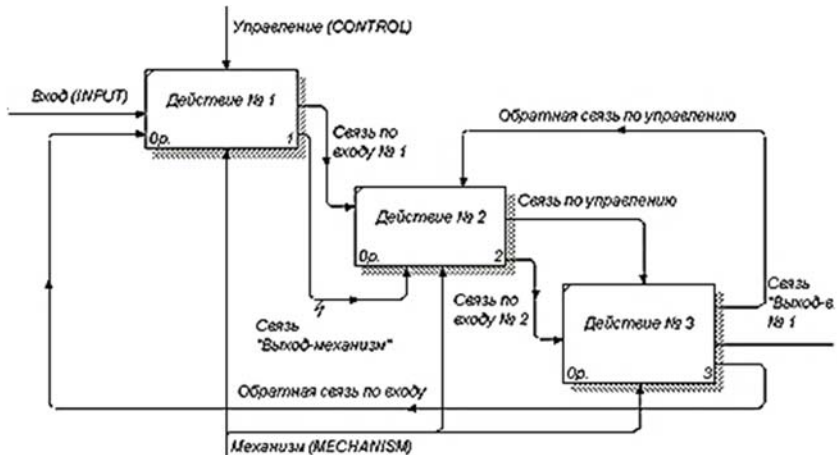 Управление (CONTROL)
Вход (INPUT)
Действие № 1
0р.
1
Связь по
входу № 1
Обратная связь по управлению
Действие № 2
0р.
2
Связь по управлению
Связь
"Выход-механизм"
Связь по
входу № 2
Действие № 3
0р.
3
Связь
"Выход-в
№ 1
Обратная связь по входу
Механизм (MECHANISM)